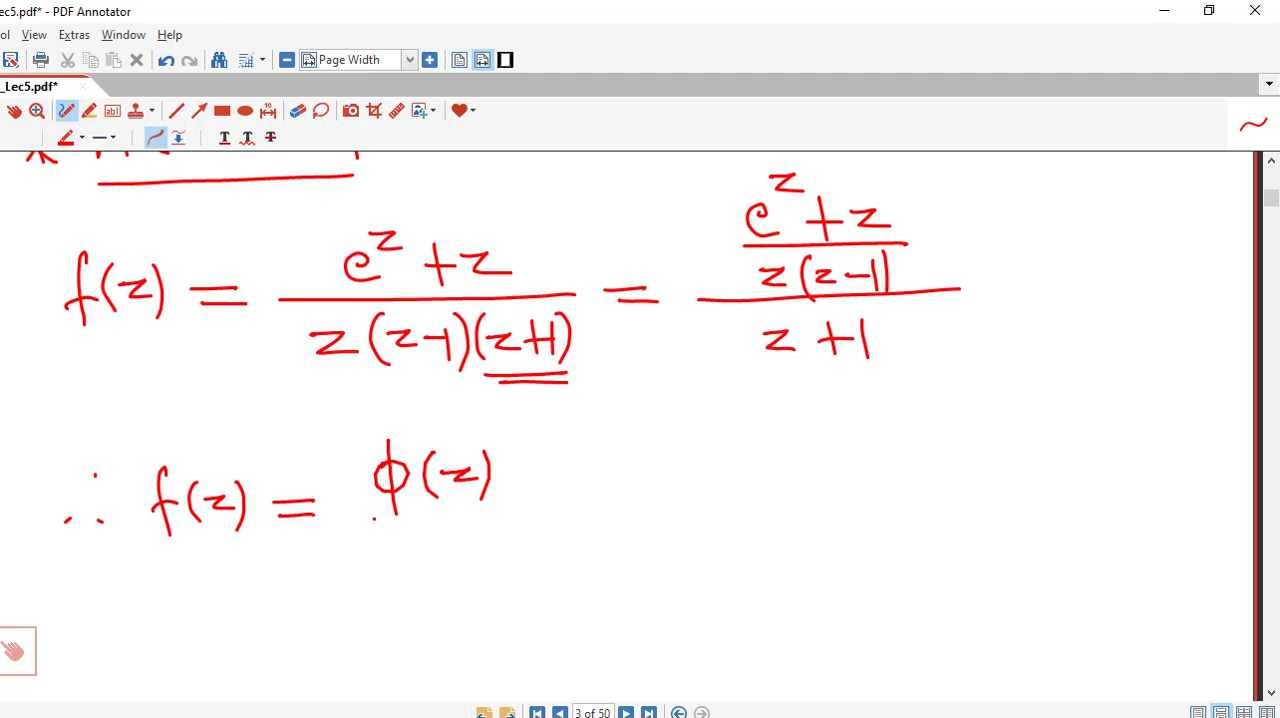 ec5.pdf* - PDF Annotator
ol View Extras Window Help
Page Width
_Lec5.pdf*
f(z) = (e^z + z) / (z(z-1)(z+1)) = ((e^z + z) / (z(z-1))) / (z + 1)
∴ f(z) = ϕ(z)
3 of 50